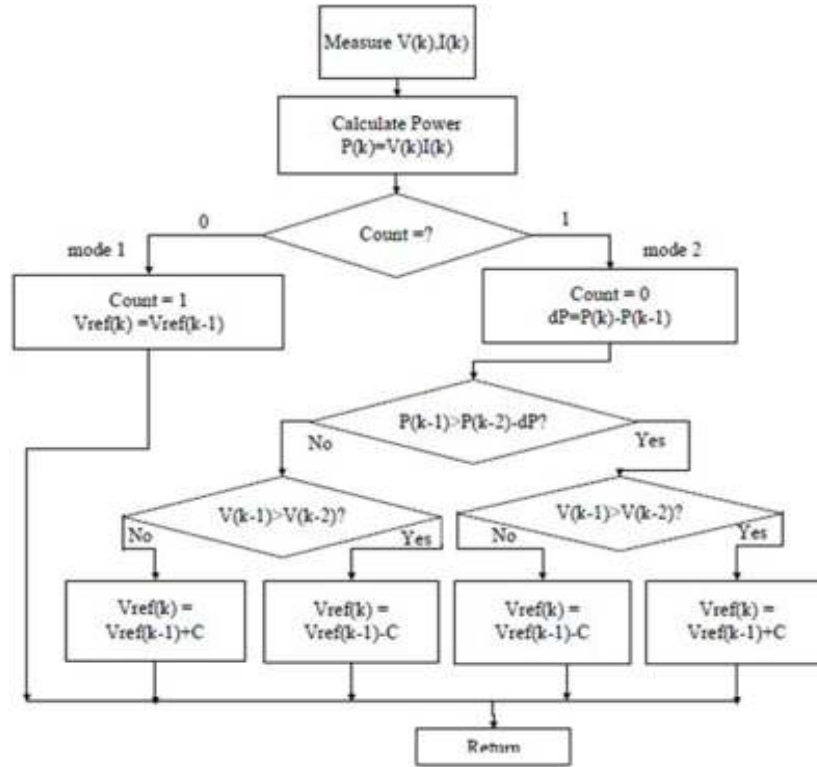 Measure V(k),I(k)
Calculate Power
P(k)=V(k)I(k)
Count =?
0
1
mode 1
mode 2
Count = 1
Vref(k) =Vref(k-1)
Count = 0
dP=P(k)-P(k-1)
P(k-1)>P(k-2)-dP?
No
Yes
V(k-1)>V(k-2)?
V(k-1)>V(k-2)?
No
Yes
No
Yes
Vref(k) =
Vref(k-1)+C
Vref(k) =
Vref(k-1)-C
Vref(k) =
Vref(k-1)-C
Vref(k) =
Vref(k-1)+C
Return